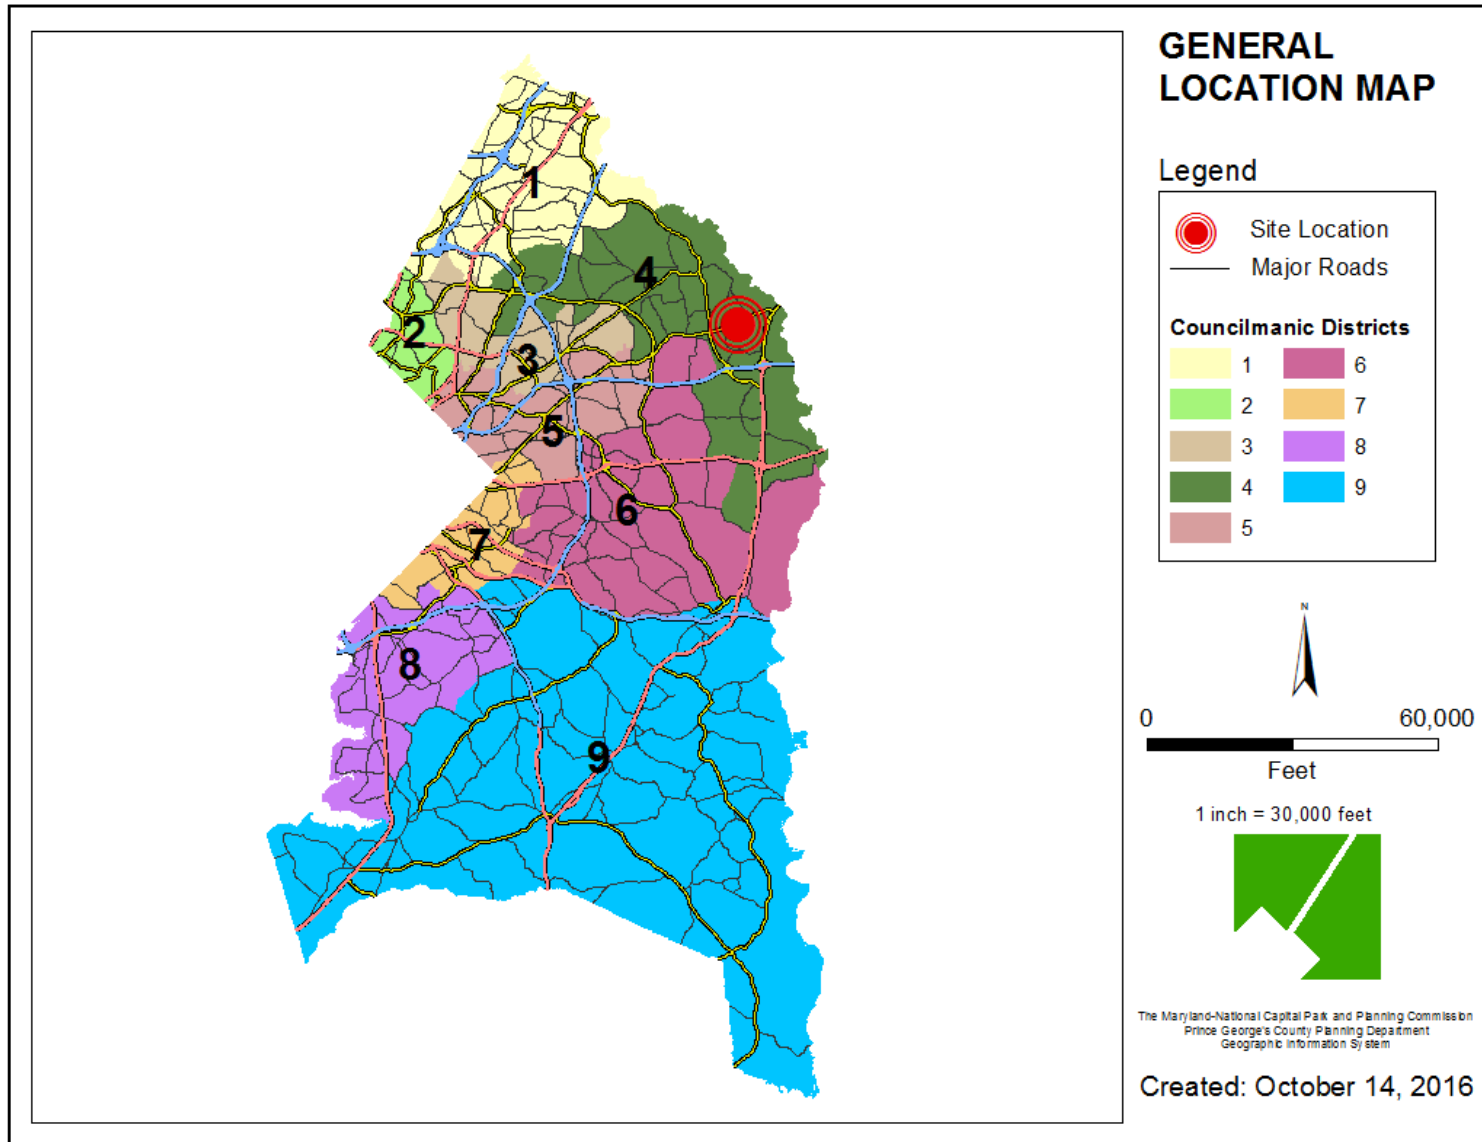 GENERAL
LOCATION MAP
Legend
Site Location
Major Roads
Councilmanic Districts
1 6
2 7
3 8
4 9
5
1
4
2
3
5
6
7
8
9
N
0 60,000
Feet
1 inch = 30,000 feet
The Maryland-National Capital Park and Planning Commission
Prince George's County Planning Department
Geographic Information System
Created: October 14, 2016